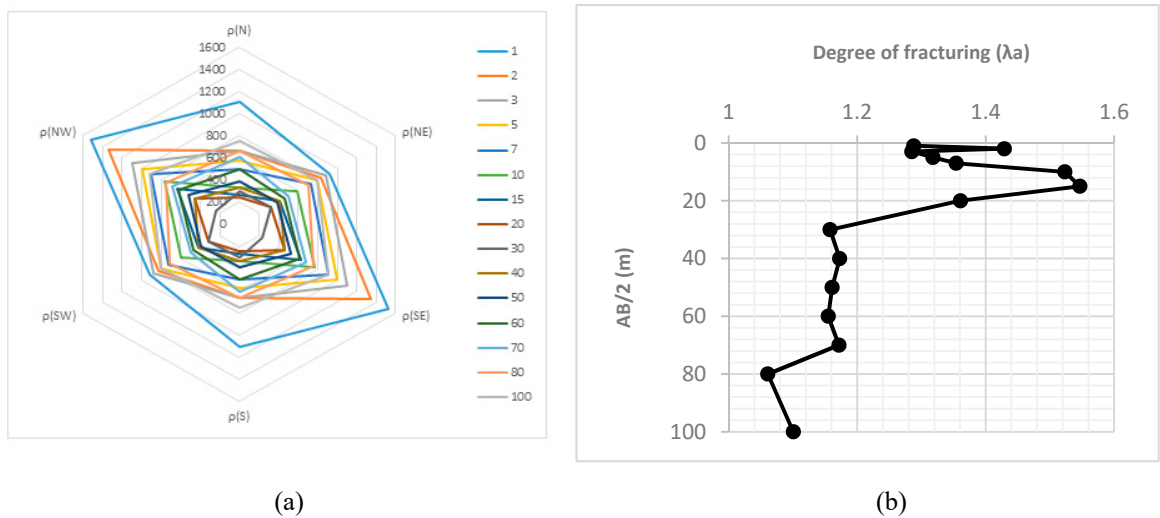 ρ(N)
1600
1400
1200
1000
800
600
400
200
0
ρ(NE)
ρ(SE)
ρ(S)
ρ(SW)
ρ(NW)
1
2
3
5
7
10
15
20
30
40
50
60
70
80
100
(a)
Degree of fracturing (λa)
1 1.2 1.4 1.6
0
20
40
60
80
100
AB/2 (m)
(b)